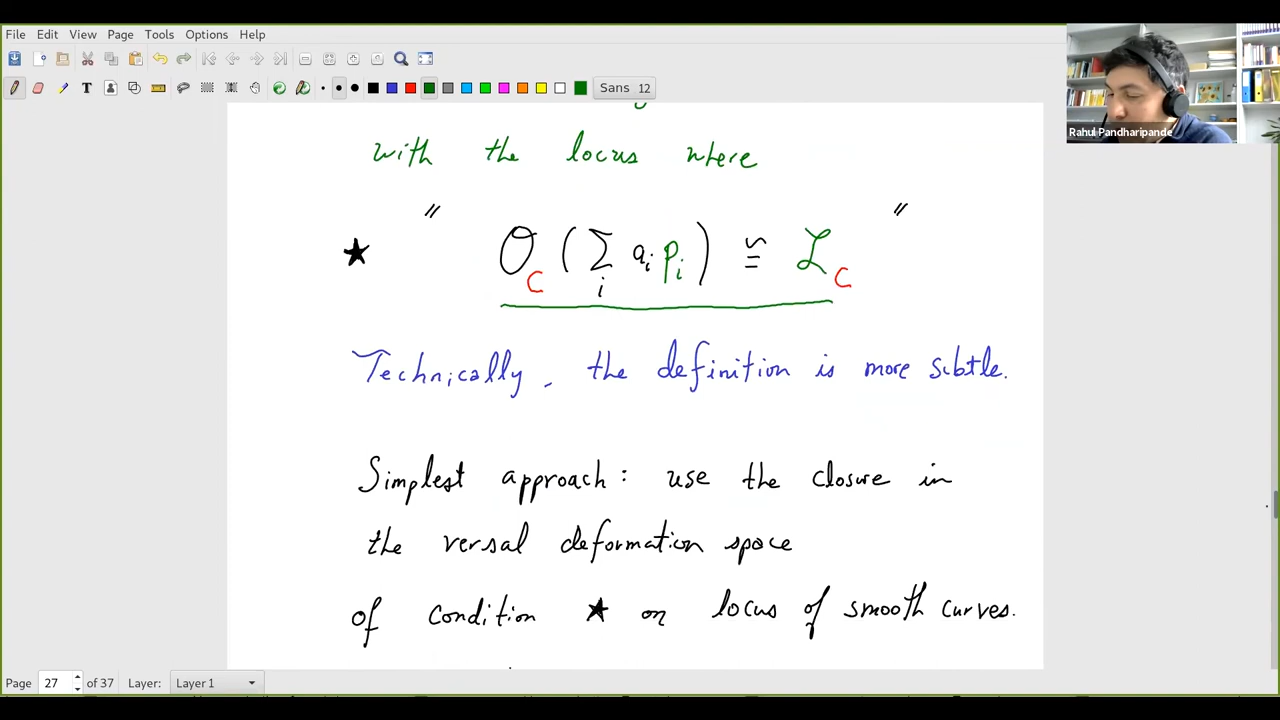 File Edit View Page Tools Options Help
Sans 12
Rahul Pandharipande
with the locus where
★ " O_C ( Σ_i a_i p_i ) ≅ L_C "
Technically, the definition is more subtle.
Simplest approach: use the closure in
the versal deformation space
of condition ★ on locus of smooth curves.
Page 27 of 37 Layer: Layer 1